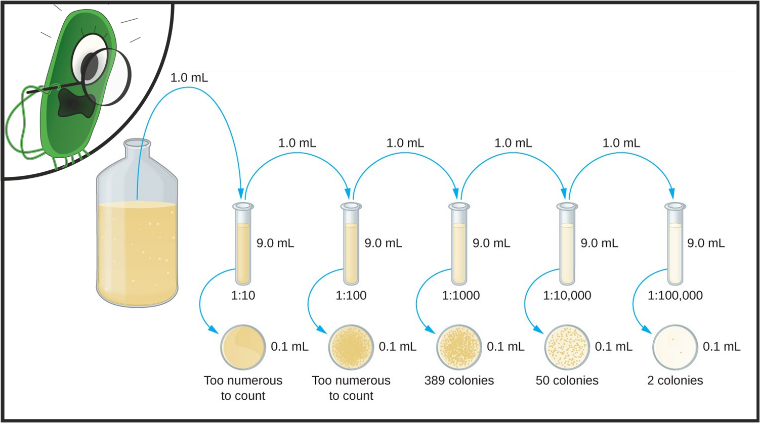 1.0 mL
1.0 mL
1.0 mL
1.0 mL
1.0 mL
9.0 mL
9.0 mL
9.0 mL
9.0 mL
9.0 mL
1:10
1:100
1:1000
1:10,000
1:100,000
0.1 mL
0.1 mL
0.1 mL
0.1 mL
0.1 mL
Too numerous
to count
Too numerous
to count
389 colonies
50 colonies
2 colonies